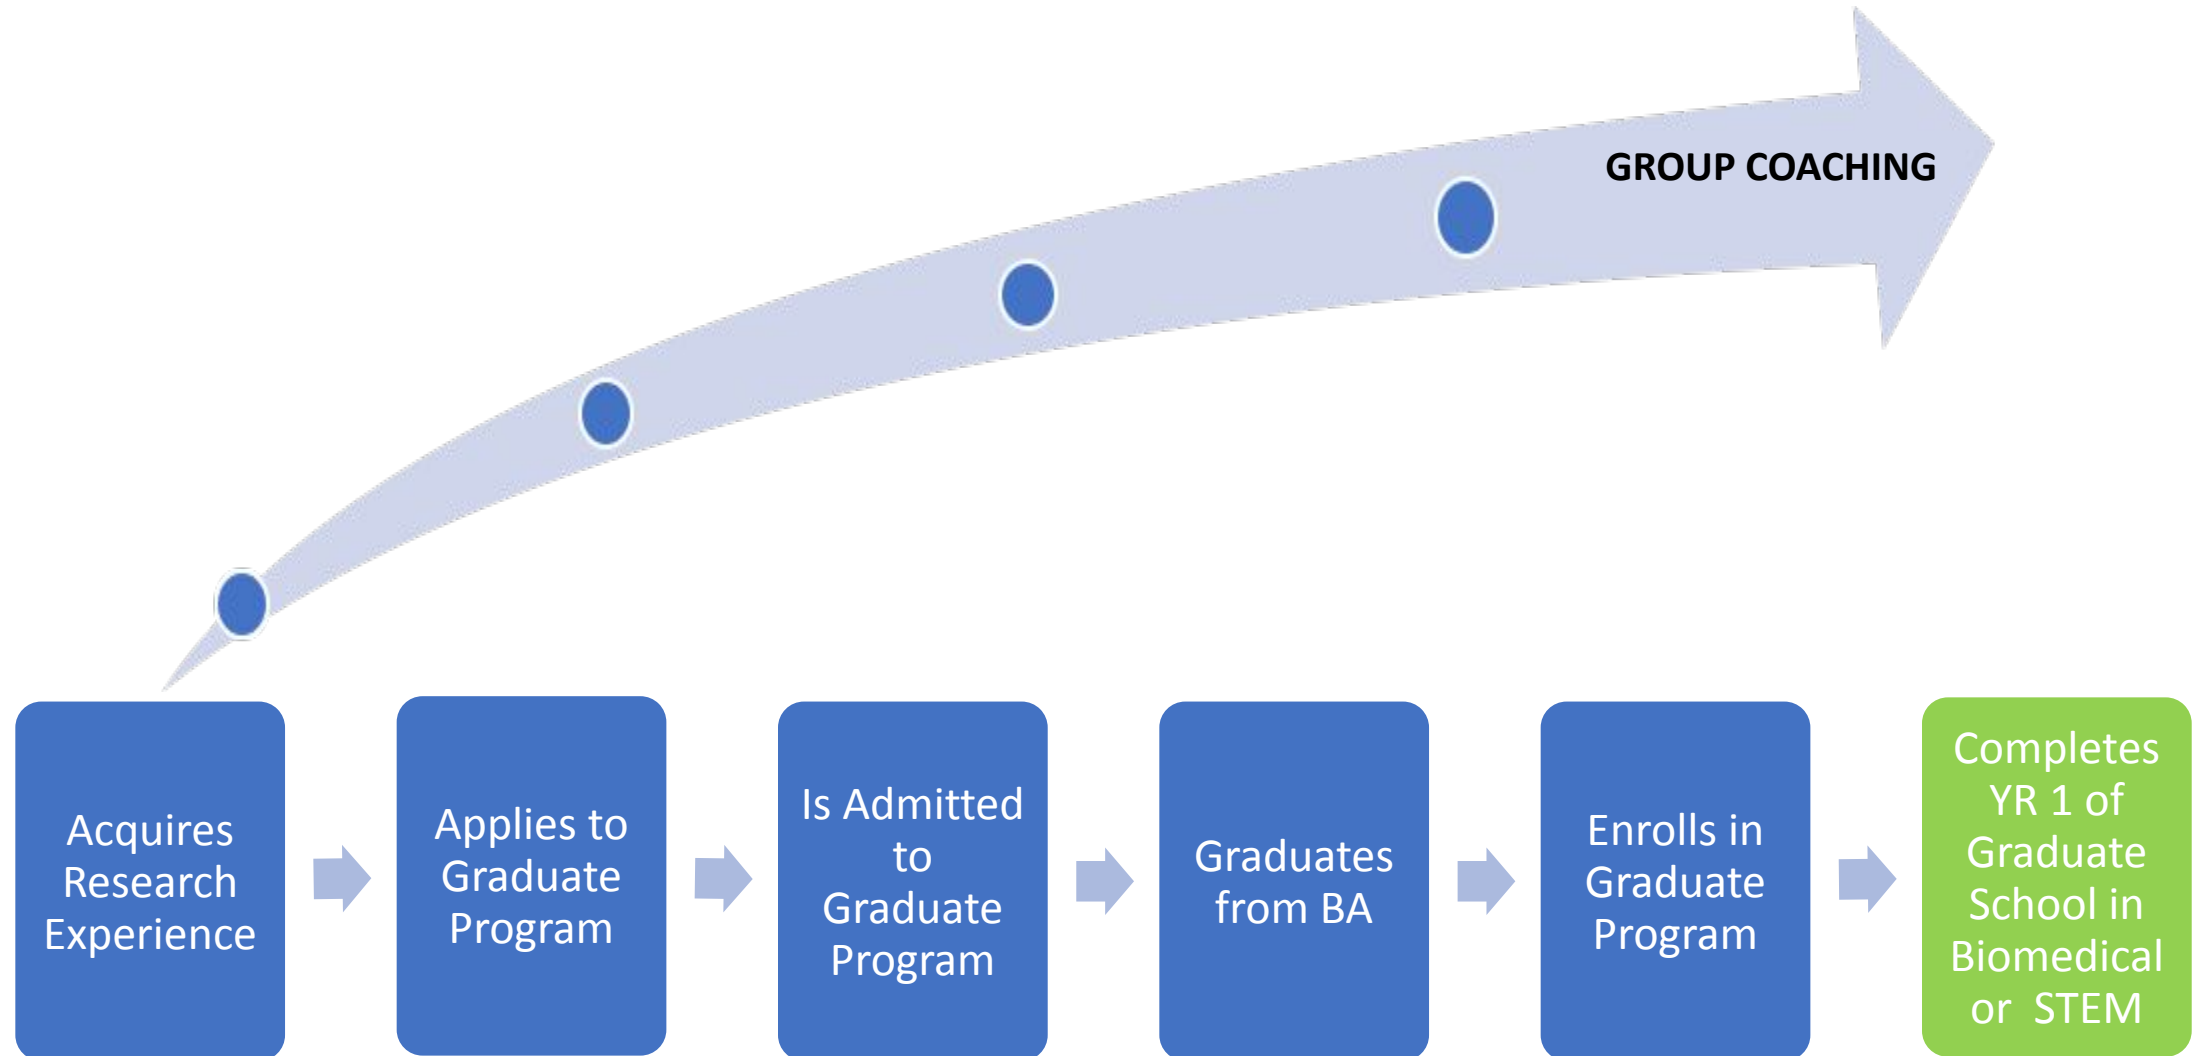 GROUP COACHING
Acquires
Research
Experience
Applies to
Graduate
Program
Is Admitted
to
Graduate
Program
Graduates
from BA
Enrolls in
Graduate
Program
Completes
YR 1 of
Graduate
School in
Biomedical
or STEM